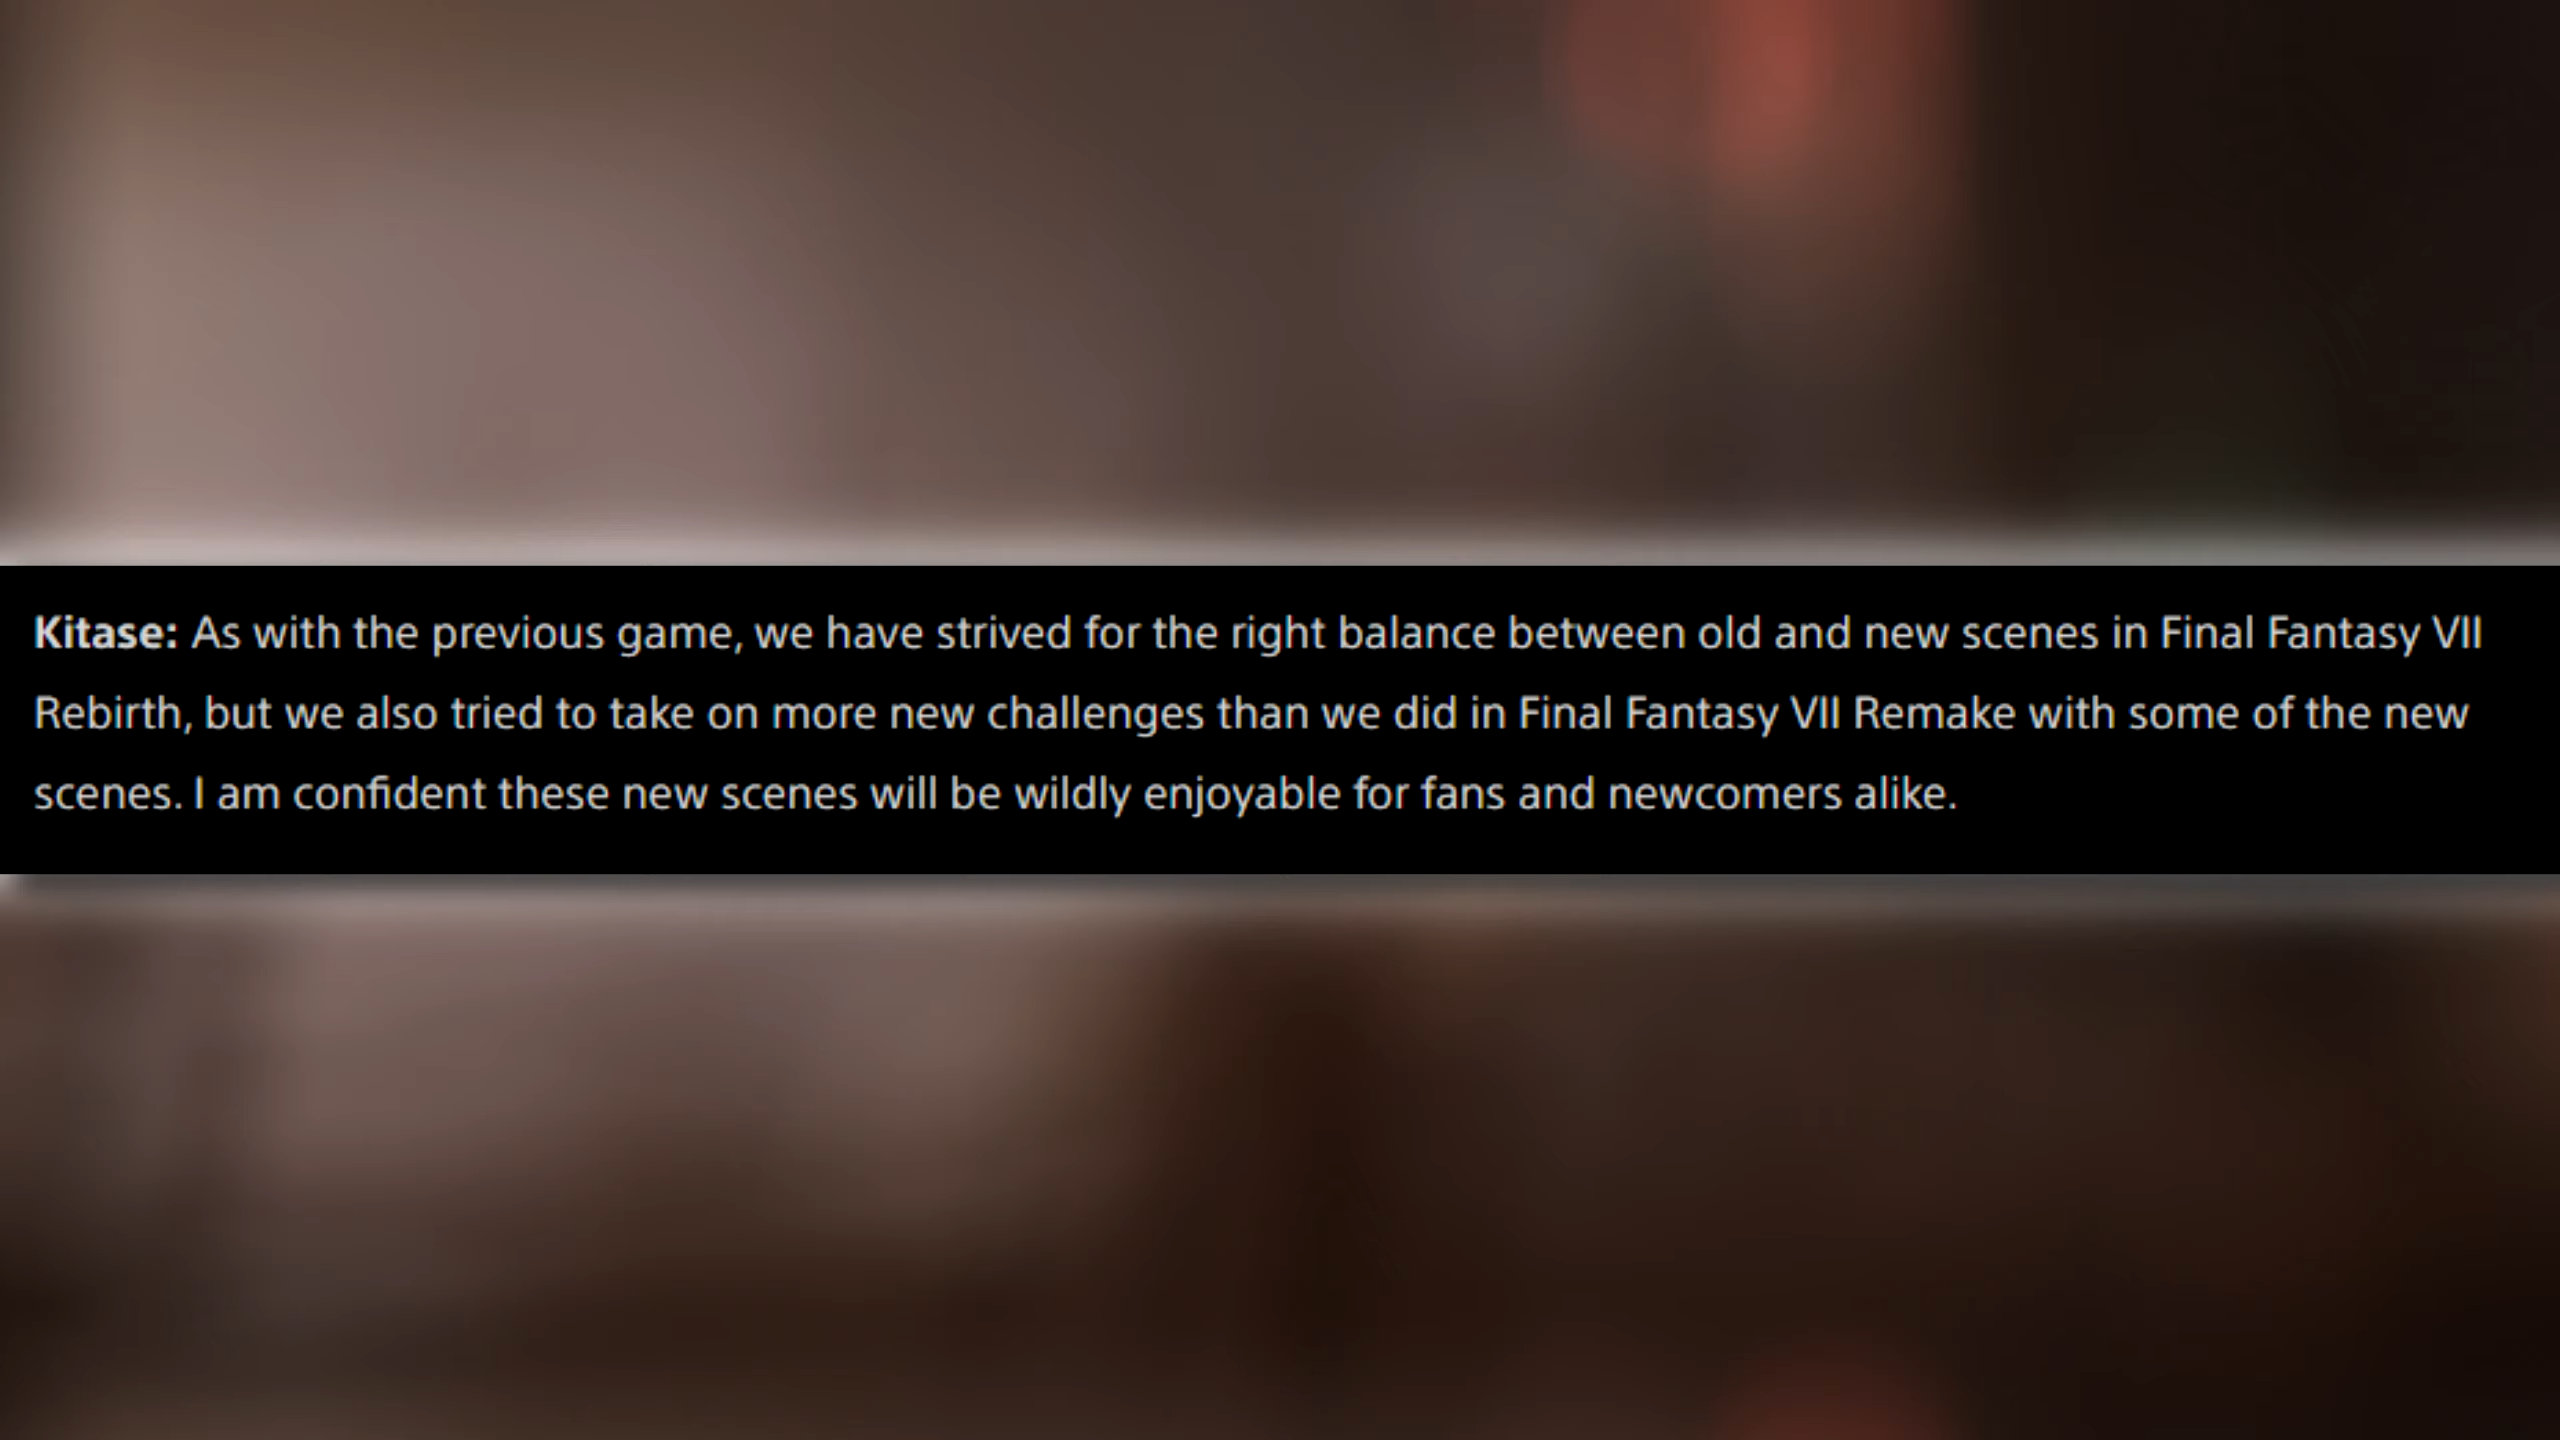 Kitase: As with the previous game, we have strived for the right balance between old and new scenes in Final Fantasy VII
Rebirth, but we also tried to take on more new challenges than we did in Final Fantasy VII Remake with some of the new
scenes. I am confident these new scenes will be wildly enjoyable for fans and newcomers alike.